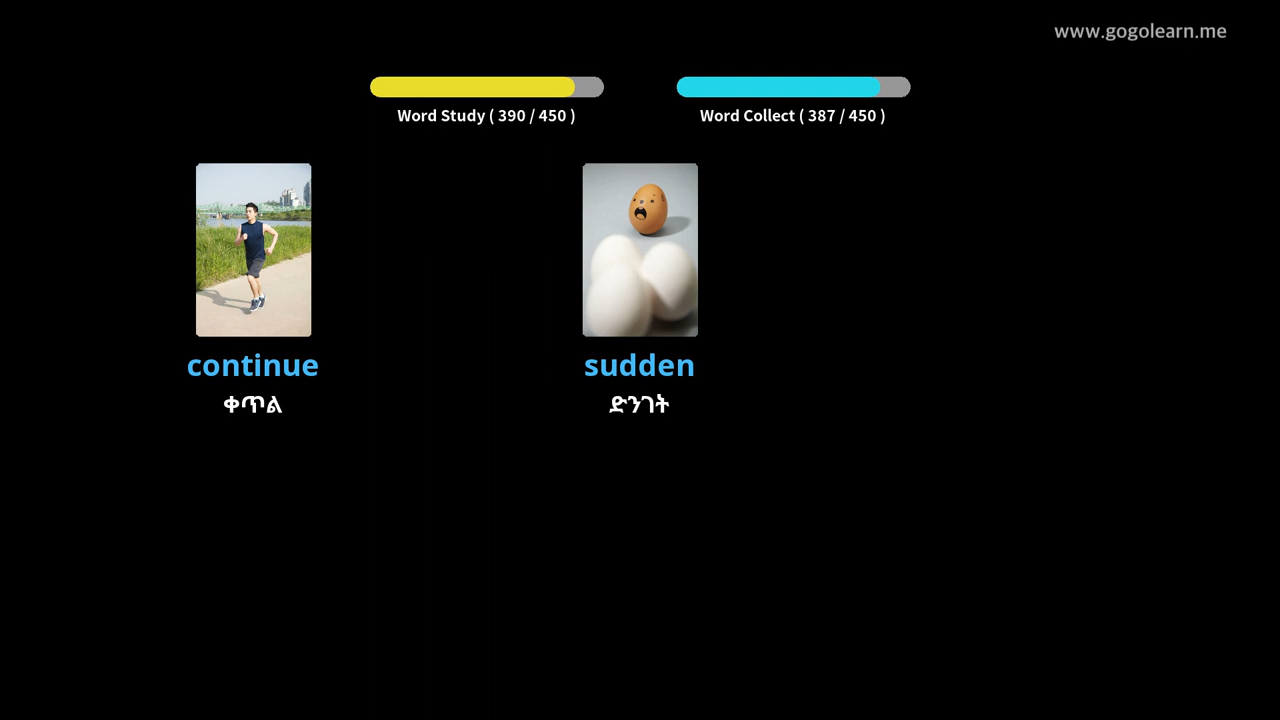 www.gogolearn.me
Word Study ( 390 / 450 )
Word Collect ( 387 / 450 )
continue
ቀጥል
sudden
ድንገት